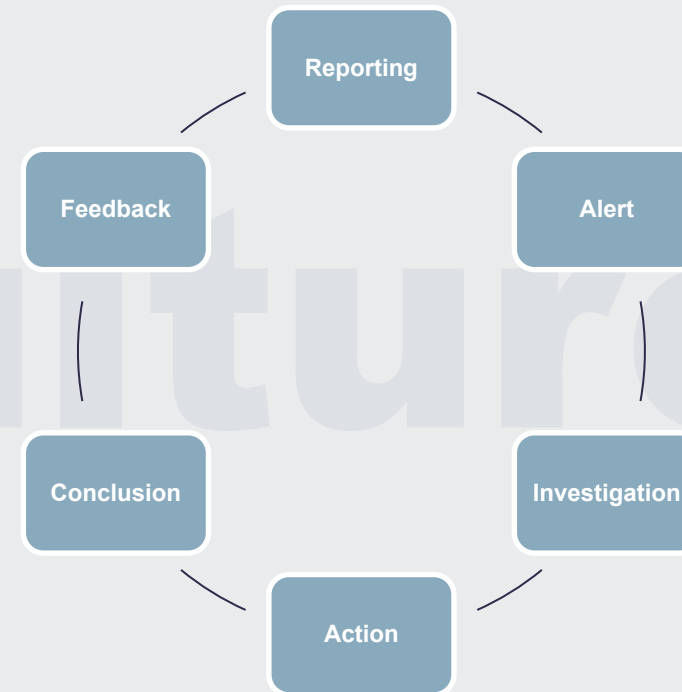 Reporting
Alert
Investigation
Action
Conclusion
Feedback